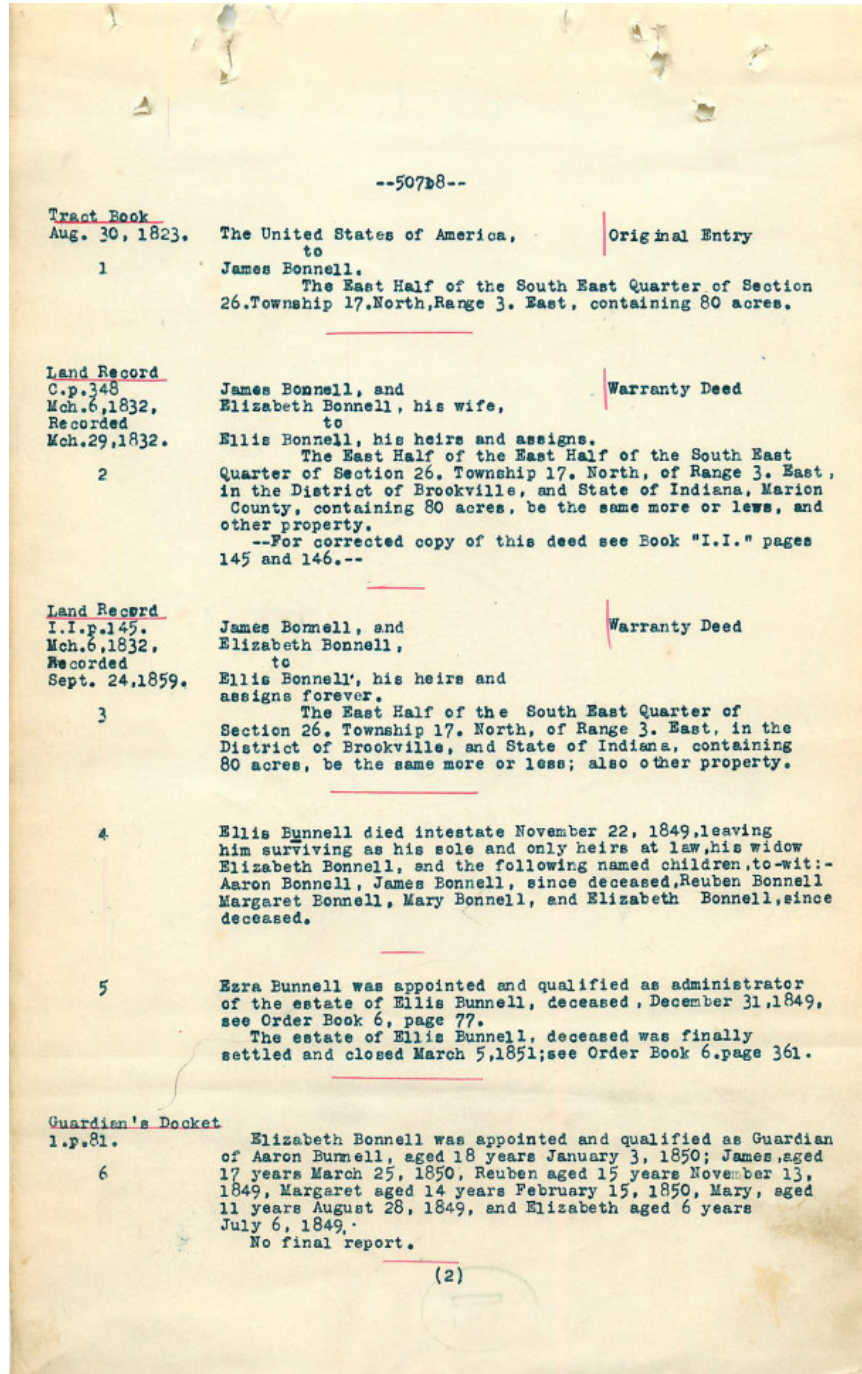 --507b8--
Tract Book
Aug. 30, 1823. The United States of America, Original Entry
to
1 James Bonnell.
The East Half of the South East Quarter of Section
26.Township 17.North,Range 3. East, containing 80 acres.
Land Record
C.p.348 James Bonnell, and Warranty Deed
Mch.6,1832, Elizabeth Bonnell, his wife,
Recorded to
Mch.29,1832. Ellis Bonnell, his heirs and assigns.
The East Half of the East Half of the South East
2 Quarter of Section 26. Township 17. North, of Range 3. East,
in the District of Brookville, and State of Indiana, Marion
County, containing 80 acres, be the same more or lews, and
other property.
--For corrected copy of this deed see Book "I.I." pages
145 and 146.--
Land Record
I.I.p.145. James Bonnell, and Warranty Deed
Mch.6,1832, Elizabeth Bonnell,
Recorded to
Sept. 24,1859. Ellis Bonnell', his heirs and
assigns forever.
3 The East Half of the South East Quarter of
Section 26. Township 17. North, of Range 3. East, in the
District of Brookville, and State of Indiana, containing
80 acres, be the same more or less; also other property.
4 Ellis Bunnell died intestate November 22, 1849,leaving
him surviving as his sole and only heirs at law,his widow
Elizabeth Bonnell, and the following named children,to-wit:-
Aaron Bonnell, James Bonnell, since deceased,Reuben Bonnell
Margaret Bonnell, Mary Bonnell, and Elizabeth Bonnell,since
deceased.
5 Ezra Bunnell was appointed and qualified as administrator
of the estate of Ellis Bunnell, deceased , December 31,1849,
see Order Book 6, page 77.
The estate of Ellis Bunnell, deceased was finally
settled and closed March 5,1851;see Order Book 6.page 361.
Guardian's Docket
1.p.81. Elizabeth Bonnell was appointed and qualified as Guardian
of Aaron Bunnell, aged 18 years January 3, 1850; James,aged
6 17 years March 25, 1850, Reuben aged 15 years November 13,
1849, Margaret aged 14 years February 15, 1850, Mary, aged
11 years August 28, 1849, and Elizabeth aged 6 years
July 6, 1849.
No final report.
(2)